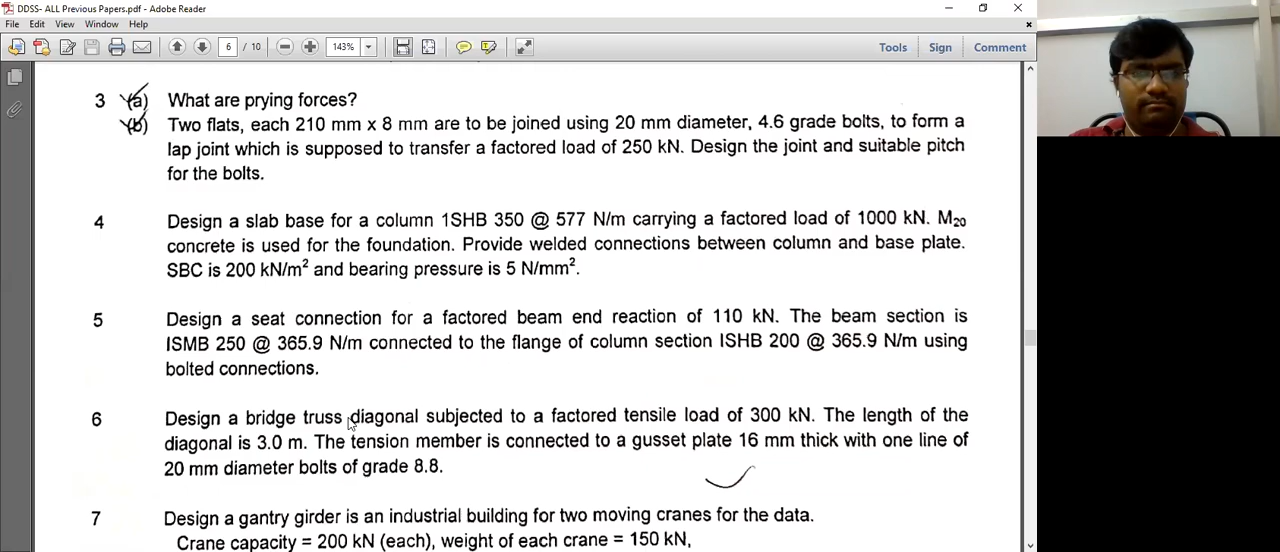 DDSS- ALL Previous Papers.pdf - Adobe Reader
File Edit View Window Help
6 / 10 143% Tools Sign Comment
3 (a) What are prying forces?
(b) Two flats, each 210 mm x 8 mm are to be joined using 20 mm diameter, 4.6 grade bolts, to form a
lap joint which is supposed to transfer a factored load of 250 kN. Design the joint and suitable pitch
for the bolts.
4 Design a slab base for a column 1SHB 350 @ 577 N/m carrying a factored load of 1000 kN. M₂₀
concrete is used for the foundation. Provide welded connections between column and base plate.
SBC is 200 kN/m² and bearing pressure is 5 N/mm².
5 Design a seat connection for a factored beam end reaction of 110 kN. The beam section is
ISMB 250 @ 365.9 N/m connected to the flange of column section ISHB 200 @ 365.9 N/m using
bolted connections.
6 Design a bridge truss diagonal subjected to a factored tensile load of 300 kN. The length of the
diagonal is 3.0 m. The tension member is connected to a gusset plate 16 mm thick with one line of
20 mm diameter bolts of grade 8.8.
7 Design a gantry girder is an industrial building for two moving cranes for the data.
Crane capacity = 200 kN (each), weight of each crane = 150 kN,